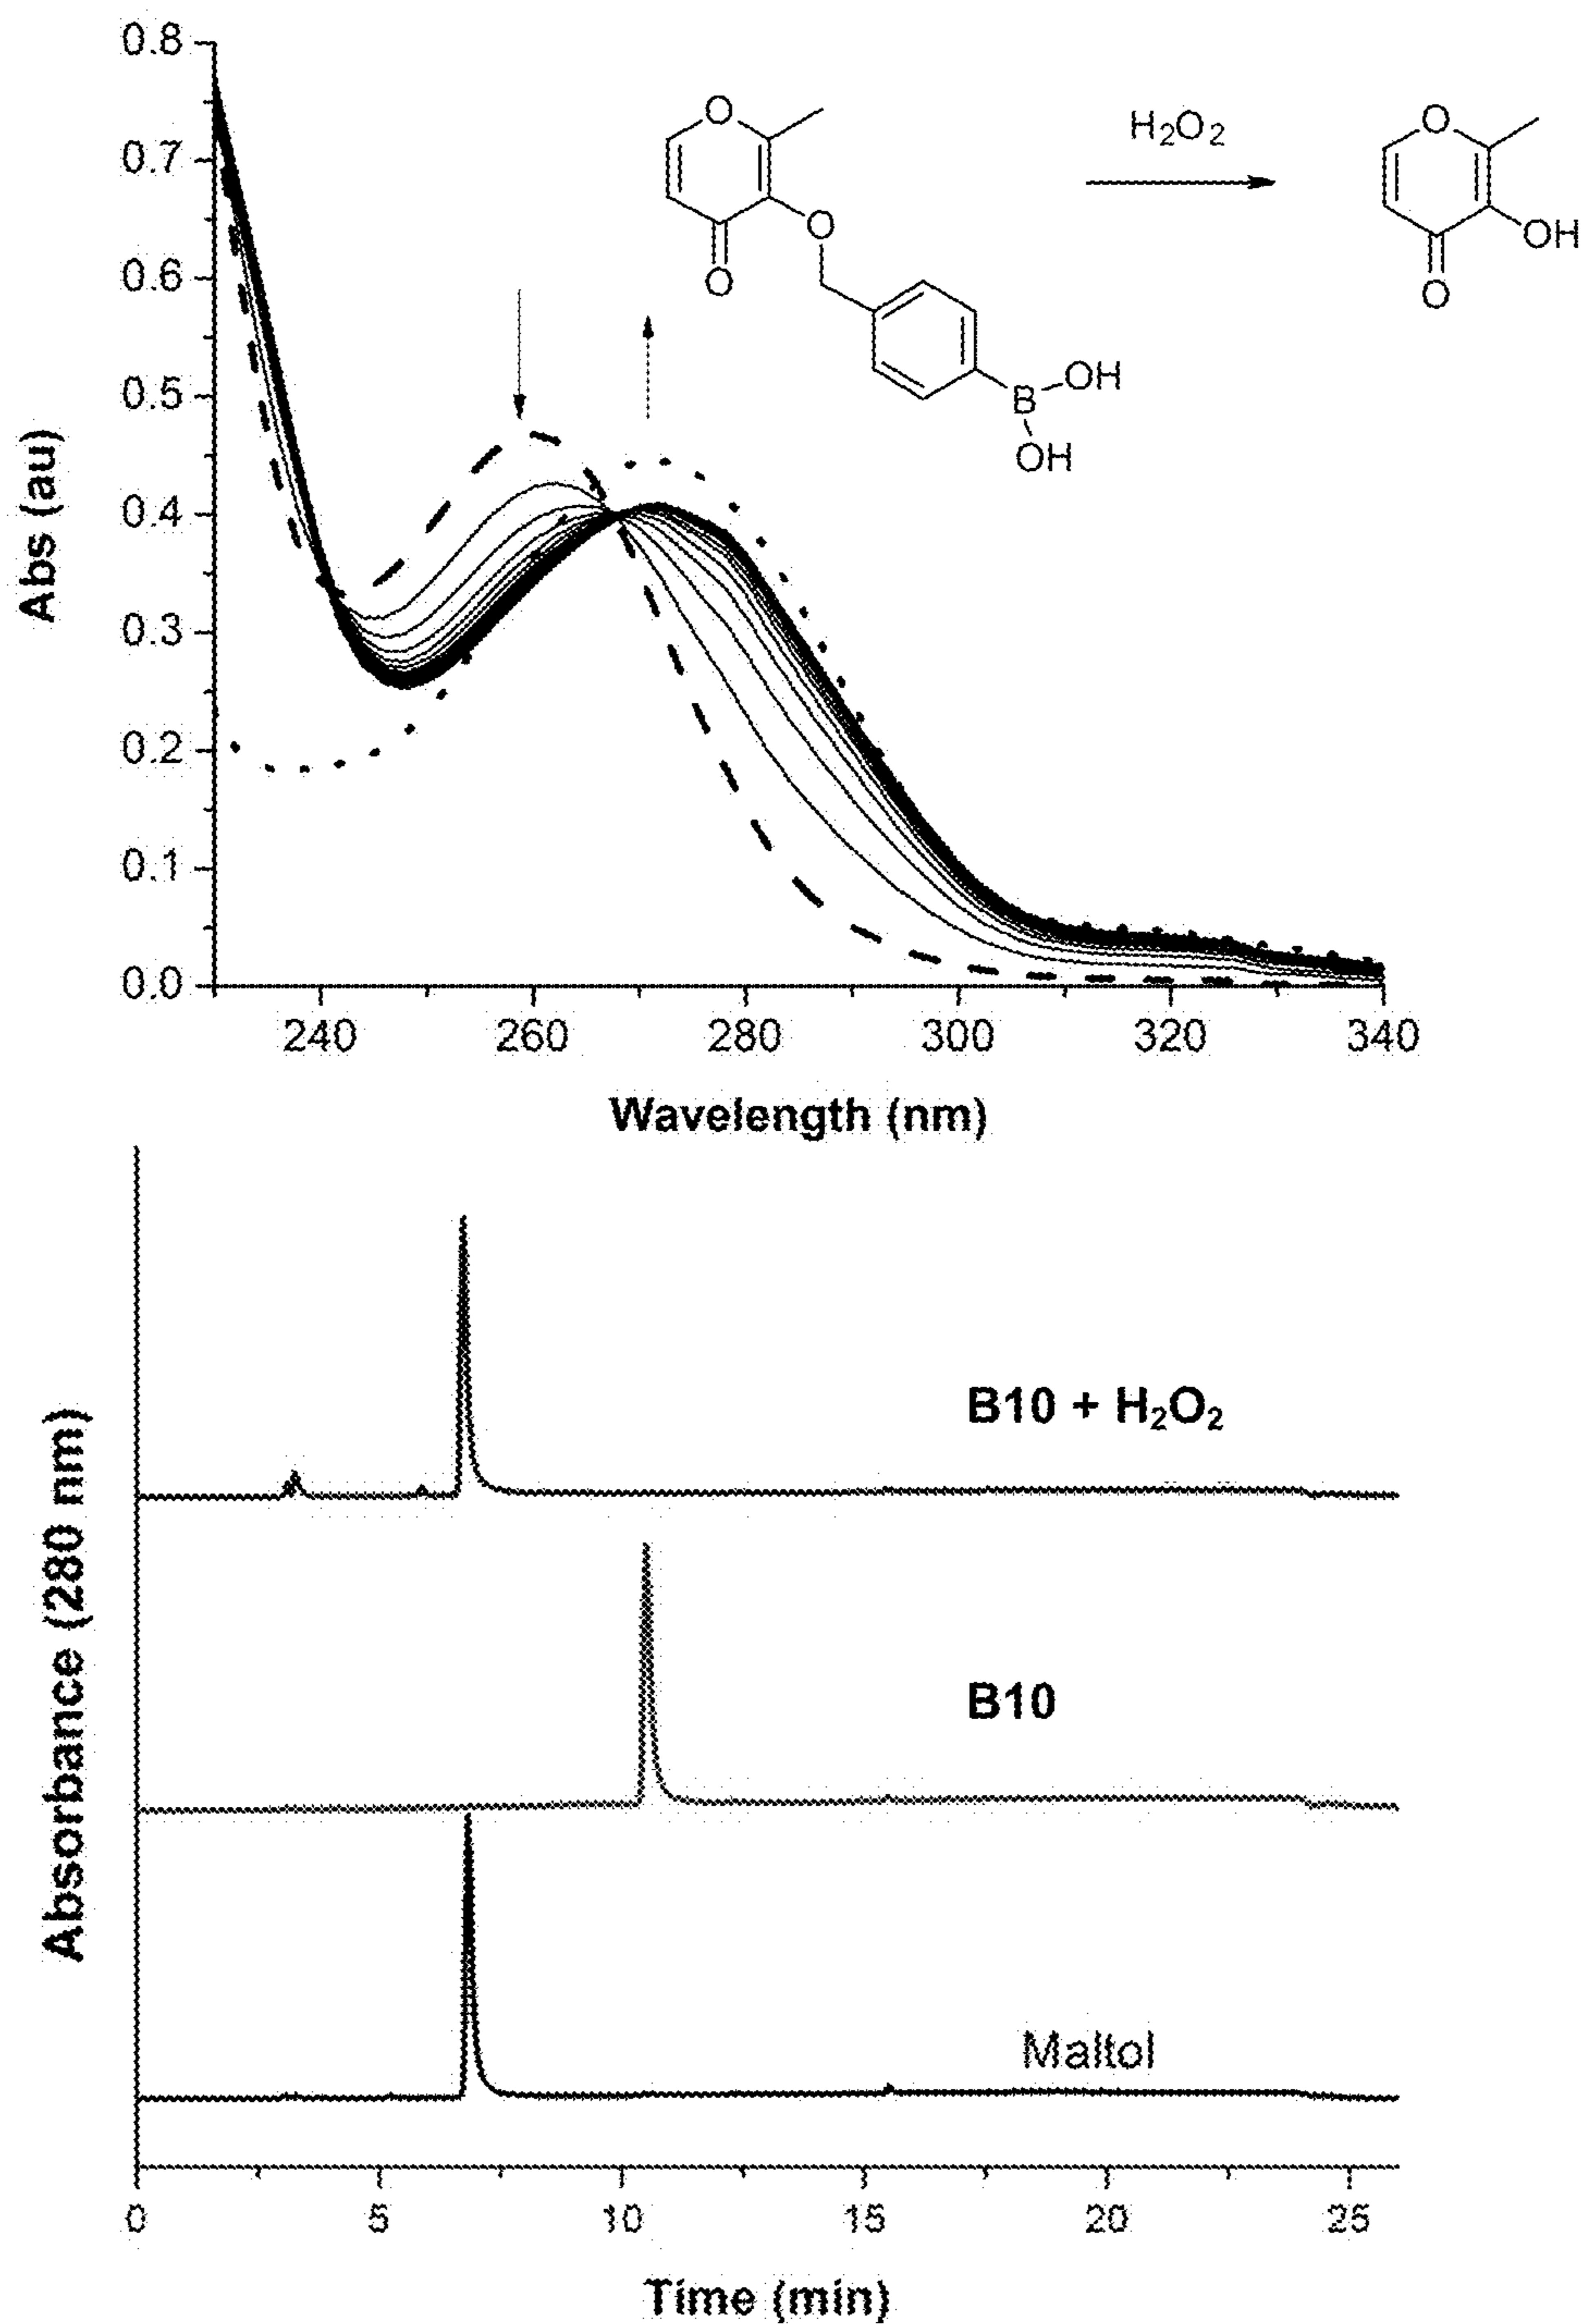 0.8
0.7
0.6
0.5
0.4
0.3
0.2
0.1
0.0
Abs (au)
O
O
O
B
OH
OH
H₂O₂
O
OH
O
240 260 280 300 320 340
Wavelength (nm)
Absorbance (280 nm)
B10 + H₂O₂
B10
Maltol
0 5 10 15 20 25
Time (min)